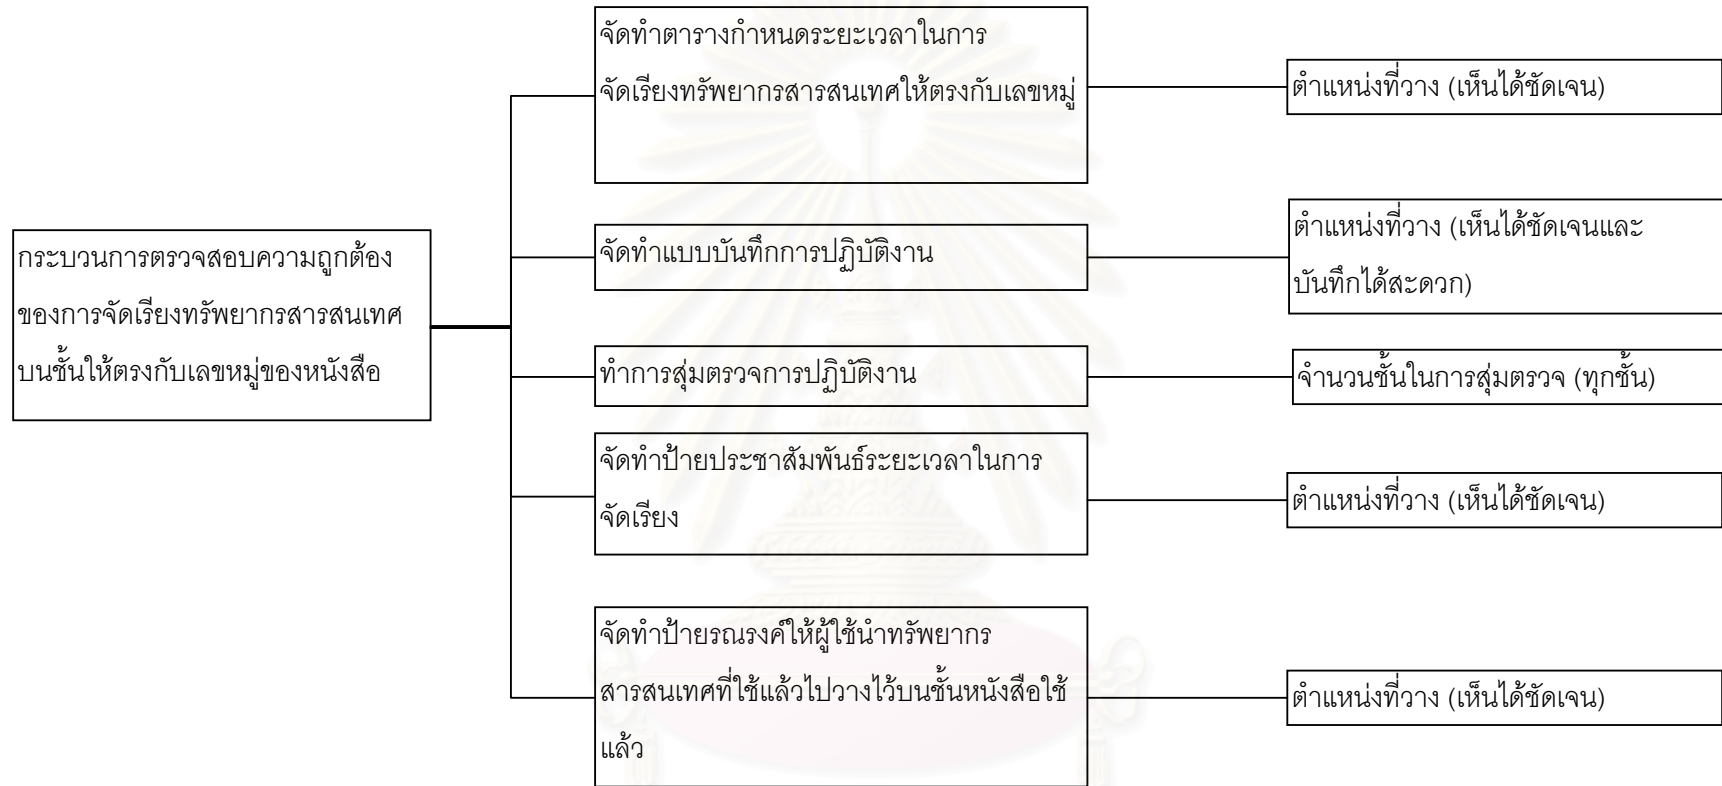 จัดทำตารางกำหนดระยะเวลาในการ
จัดเรียงทรัพยากรสารสนเทศให้ตรงกับเลขหมู่
ตำแหน่งที่วาง (เห็นได้ชัดเจน)
กระบวนการตรวจสอบความถูกต้อง
ของการจัดเรียงทรัพยากรสารสนเทศ
บนชั้นให้ตรงกับเลขหมู่ของหนังสือ
จัดทำแบบบันทึกการปฏิบัติงาน
ตำแหน่งที่วาง (เห็นได้ชัดเจนและ
บันทึกได้สะดวก)
ทำการสุ่มตรวจการปฏิบัติงาน
จำนวนชั้นในการสุ่มตรวจ (ทุกชั้น)
จัดทำป้ายประชาสัมพันธ์ระยะเวลาในการ
จัดเรียง
ตำแหน่งที่วาง (เห็นได้ชัดเจน)
จัดทำป้ายรณรงค์ให้ผู้ใช้นำทรัพยากร
สารสนเทศที่ใช้แล้วไปวางไว้บนชั้นหนังสือใช้
แล้ว
ตำแหน่งที่วาง (เห็นได้ชัดเจน)